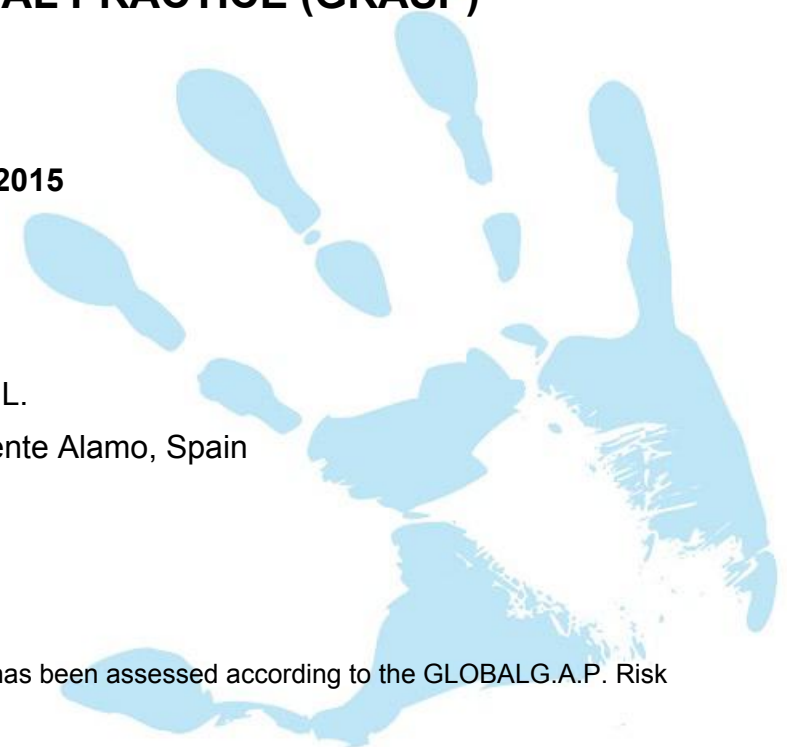 AL PRACTICE (GRASP)
2015
L.
ente Alamo, Spain
has been assessed according to the GLOBALG.A.P. Risk